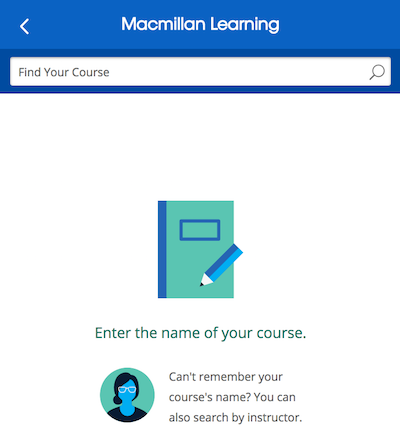 Macmillan Learning
Find Your Course
Enter the name of your course.
Can't remember your
course's name? You can
also search by instructor.